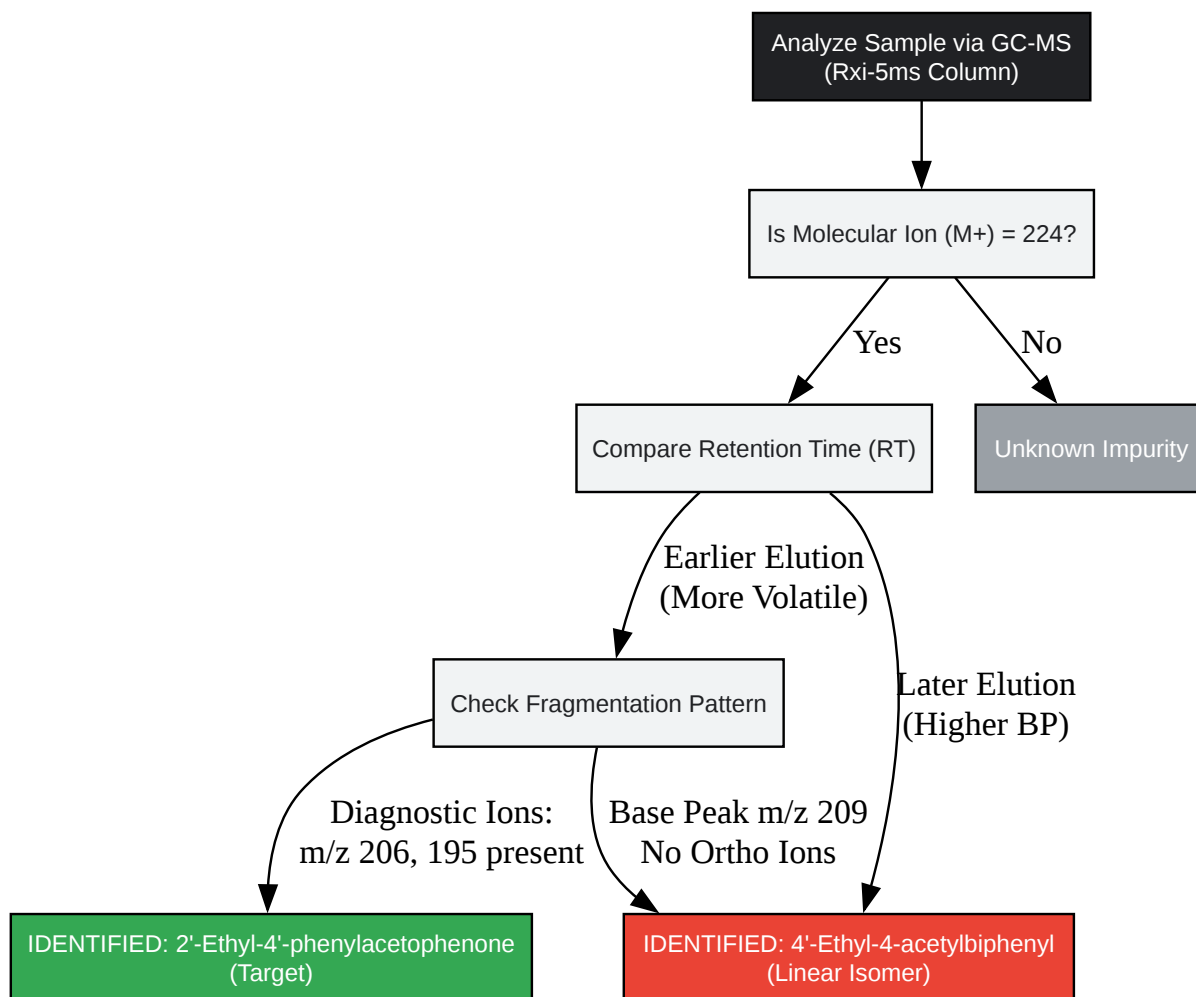 Analyze Sample via GC-MS
(Rxi-5ms Column)
Is Molecular Ion (M+) = 224?
Yes
No
Compare Retention Time (RT)
Unknown Impurity
Earlier Elution
(More Volatile)
Later Elution
(Higher BP)
Check Fragmentation Pattern
Diagnostic Ions:
m/z 206, 195 present
Base Peak m/z 209
No Ortho Ions
IDENTIFIED: 2'-Ethyl-4'-phenylacetophenone
(Target)
IDENTIFIED: 4'-Ethyl-4-acetylbiphenyl
(Linear Isomer)